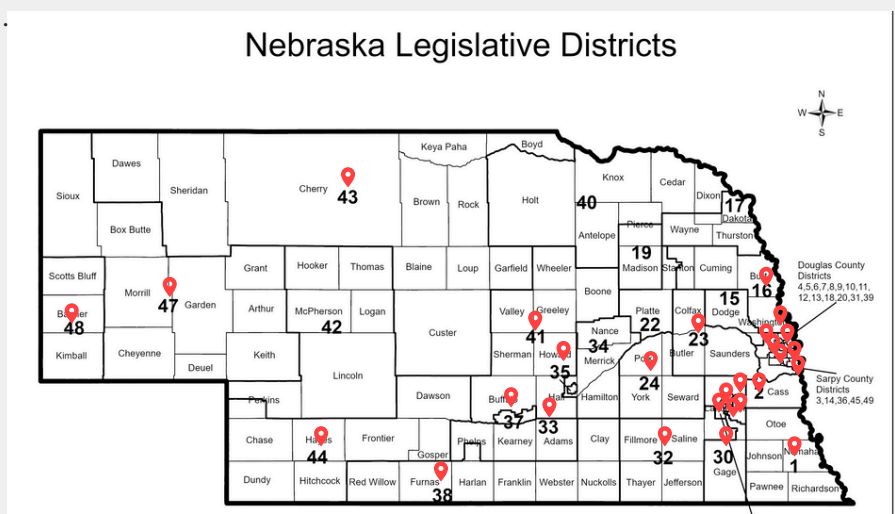 Nebraska Legislative Districts
N
W E
S
Keya Paha
Boyd
Dawes
Sioux
Sheridan
Cherry
43
Brown
Rock
Holt
Knox
40
Cedar
Dixon
17
Dakota
Box Butte
Antelope
Pierce
Wayne
Thurston
19
Scotts Bluff
Grant
Hooker
Thomas
Blaine
Loup
Garfield
Wheeler
Madison
Stanton
Cuming
16
Douglas County
Districts
4,5,6,7,8,9,10,11,
12,13,18,20,31,39
Morrill
47
Garden
Boone
15
Arthur
McPherson
42
Logan
Valley
Greeley
41
Platte
22
Colfax
23
Dodge
Washington
48
Custer
Nance
34
Kimball
Cheyenne
Deuel
Keith
Lincoln
Sherman
35
Merrick
24
Butler
Saunders
Sarpy County
Districts
3,14,36,45,49
Perkins
Dawson
37
33
Hamilton
York
Seward
2
Cass
Otoe
Chase
44
Frontier
Gosper
Phelps
Kearney
Adams
Clay
Fillmore
32
Saline
30
Gage
Johnson
1
Dundy
Hitchcock
Red Willow
Furnas
38
Harlan
Franklin
Webster
Nuckolls
Thayer
Jefferson
Pawnee
Richardson